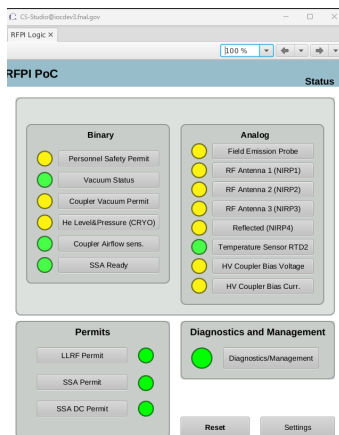 CS-Studio@iocdev3.fnal.gov
RFPI Logic
100 %
RFPI PoC
Status
Binary
Personnel Safety Permit
Vacuum Status
Coupler Vacuum Permit
He Level&Pressure (CRYO)
Coupler Airflow sens.
SSA Ready
Analog
Field Emission Probe
RF Antenna 1 (NIRP1)
RF Antenna 2 (NIRP2)
RF Antenna 3 (NIRP3)
Reflected (NIRP4)
Temperature Sensor RTD2
HV Coupler Bias Voltage
HV Coupler Bias Curr.
Permits
LLRF Permit
SSA Permit
SSA DC Permit
Diagnostics and Management
Diagnostics/Management
Reset
Settings